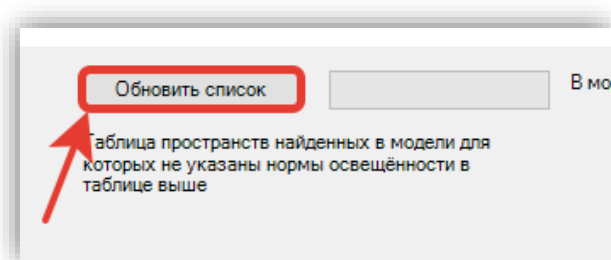 Обновить список
В мо
Таблица пространств найденных в модели для
которых не указаны нормы освещённости в
таблице выше